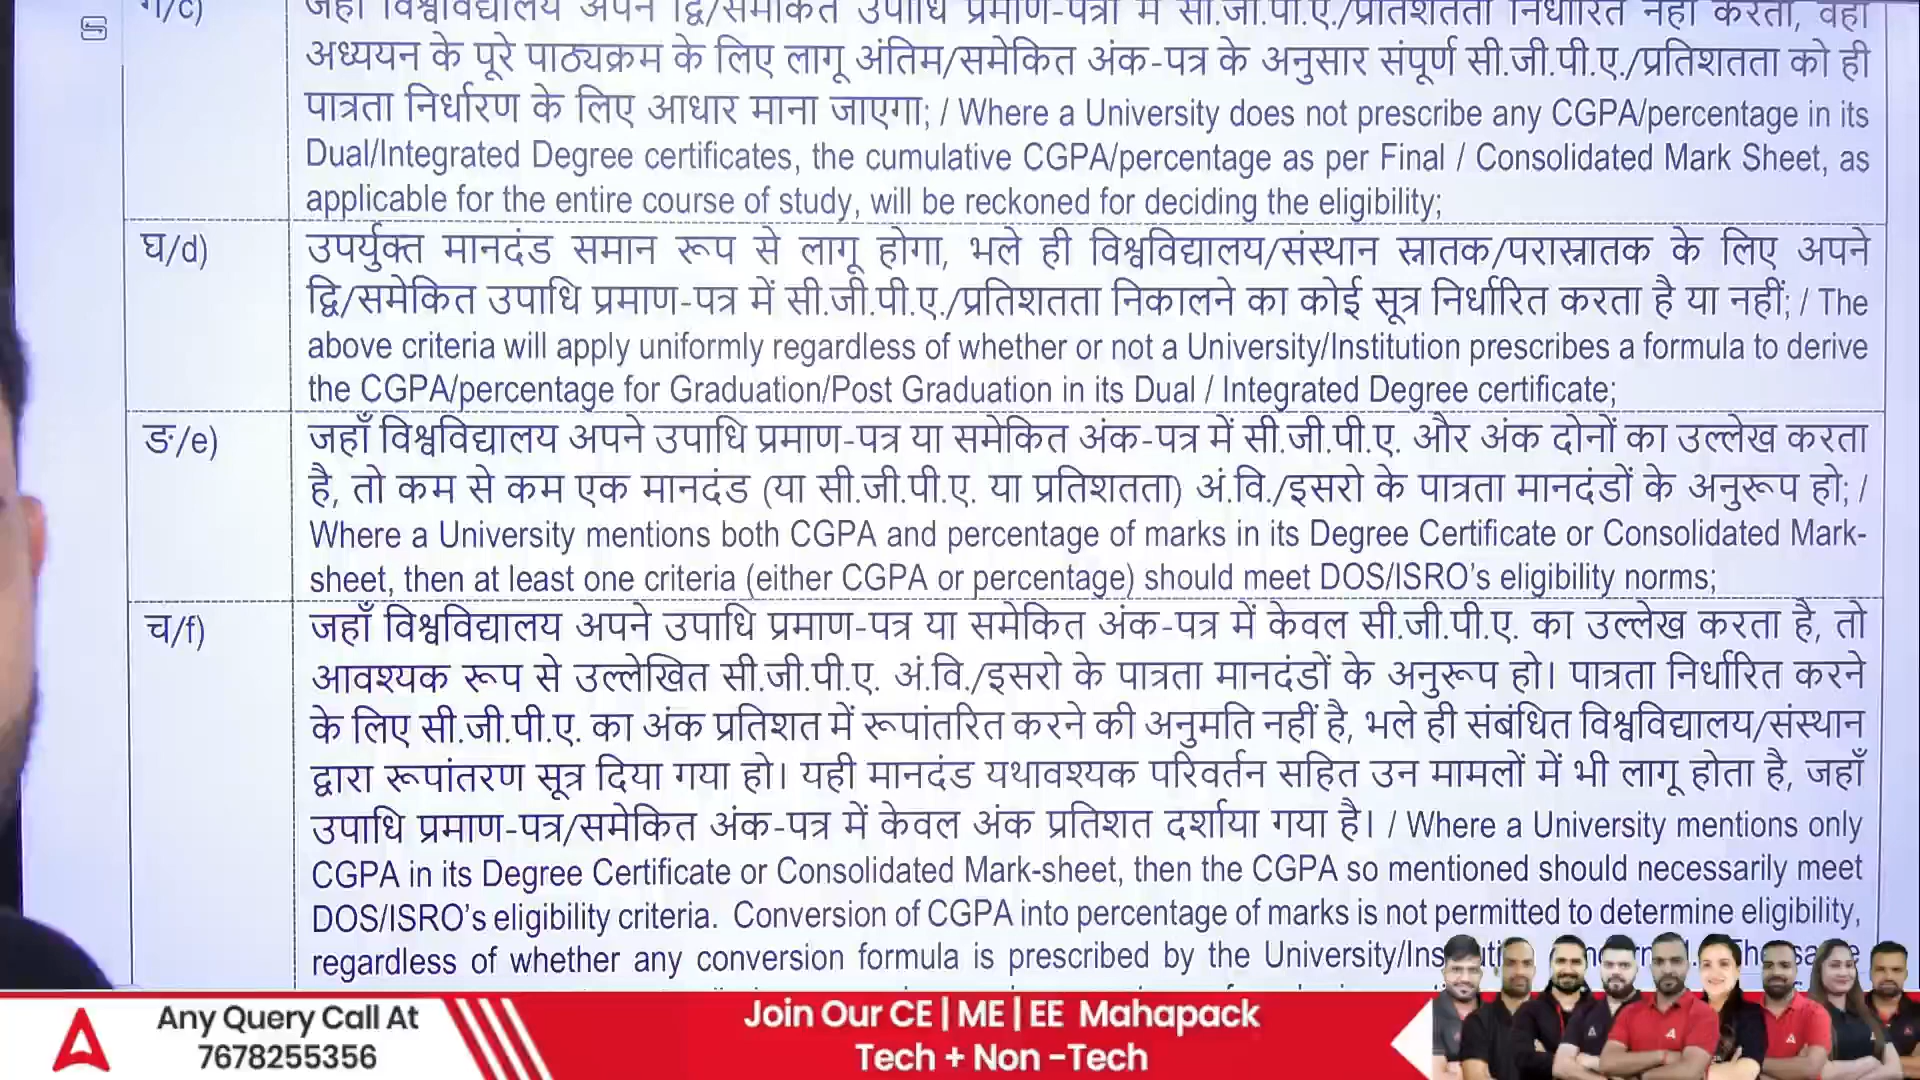 ग/c)
जहाँ विश्वविद्यालय अपने द्वि/समेकित उपाधि प्रमाण-पत्रों में सी.जी.पी.ए./प्रतिशतता निर्धारित नहीं करता, वहाँ
अध्ययन के पूरे पाठ्यक्रम के लिए लागू अंतिम/समेकित अंक-पत्र के अनुसार संपूर्ण सी.जी.पी.ए./प्रतिशतता को ही
पात्रता निर्धारण के लिए आधार माना जाएगा; / Where a University does not prescribe any CGPA/percentage in its
Dual/Integrated Degree certificates, the cumulative CGPA/percentage as per Final / Consolidated Mark Sheet, as
applicable for the entire course of study, will be reckoned for deciding the eligibility;
घ/d)
उपर्युक्त मानदंड समान रूप से लागू होगा, भले ही विश्वविद्यालय/संस्थान स्नातक/परास्नातक के लिए अपने
द्वि/समेकित उपाधि प्रमाण-पत्र में सी.जी.पी.ए./प्रतिशतता निकालने का कोई सूत्र निर्धारित करता है या नहीं; / The
above criteria will apply uniformly regardless of whether or not a University/Institution prescribes a formula to derive
the CGPA/percentage for Graduation/Post Graduation in its Dual / Integrated Degree certificate;
ङ/e)
जहाँ विश्वविद्यालय अपने उपाधि प्रमाण-पत्र या समेकित अंक-पत्र में सी.जी.पी.ए. और अंक दोनों का उल्लेख करता
है, तो कम से कम एक मानदंड (या सी.जी.पी.ए. या प्रतिशतता) अं.वि./इसरो के पात्रता मानदंडों के अनुरूप हो; /
Where a University mentions both CGPA and percentage of marks in its Degree Certificate or Consolidated Mark-
sheet, then at least one criteria (either CGPA or percentage) should meet DOS/ISRO's eligibility norms;
च/f)
जहाँ विश्वविद्यालय अपने उपाधि प्रमाण-पत्र या समेकित अंक-पत्र में केवल सी.जी.पी.ए. का उल्लेख करता है, तो
आवश्यक रूप से उल्लेखित सी.जी.पी.ए. अं.वि./इसरो के पात्रता मानदंडों के अनुरूप हो। पात्रता निर्धारित करने
के लिए सी.जी.पी.ए. का अंक प्रतिशत में रूपांतरित करने की अनुमति नहीं है, भले ही संबंधित विश्वविद्यालय/संस्थान
द्वारा रूपांतरण सूत्र दिया गया हो। यही मानदंड यथावश्यक परिवर्तन सहित उन मामलों में भी लागू होता है, जहाँ
उपाधि प्रमाण-पत्र/समेकित अंक-पत्र में केवल अंक प्रतिशत दर्शाया गया है। / Where a University mentions only
CGPA in its Degree Certificate or Consolidated Mark-sheet, then the CGPA so mentioned should necessarily meet
DOS/ISRO's eligibility criteria. Conversion of CGPA into percentage of marks is not permitted to determine eligibility,
regardless of whether any conversion formula is prescribed by the
Any Query Call At
7678255356
Join Our CE | ME | EE Mahapack
Tech + Non -Tech